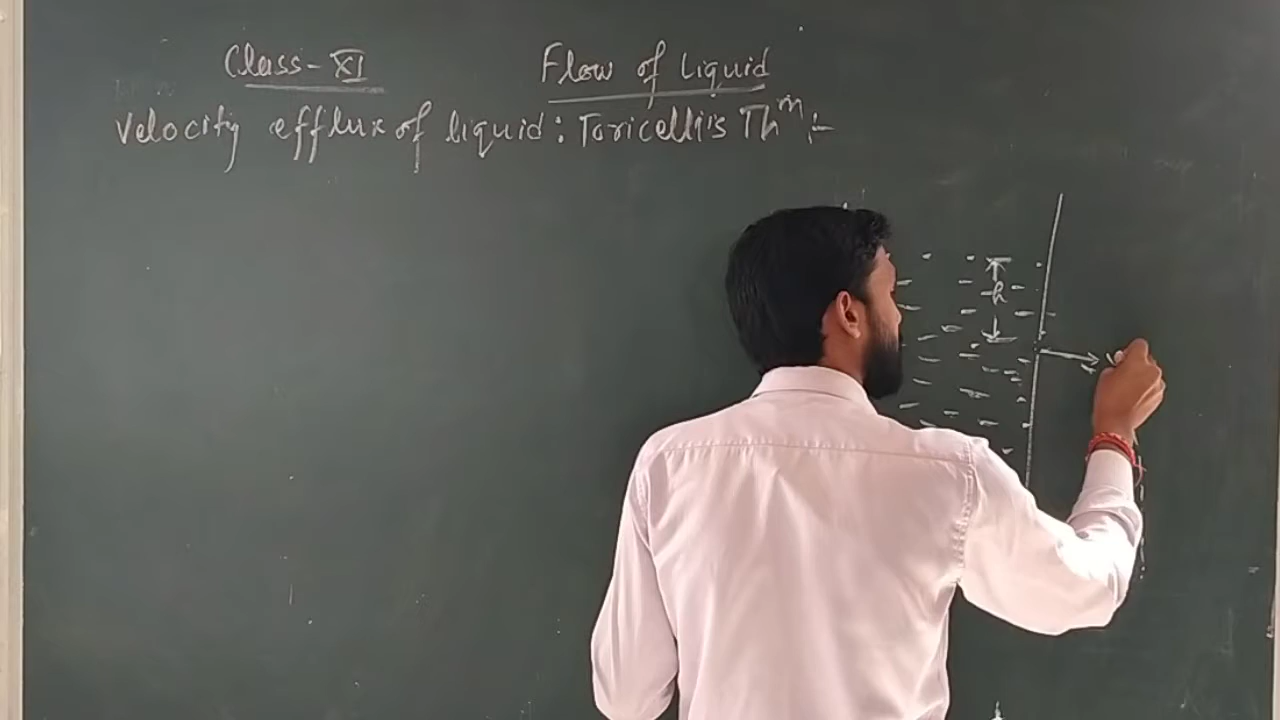 Class-XI
Flow of Liquid
Velocity efflux of liquid: Toricelli's Thm:-
h
v